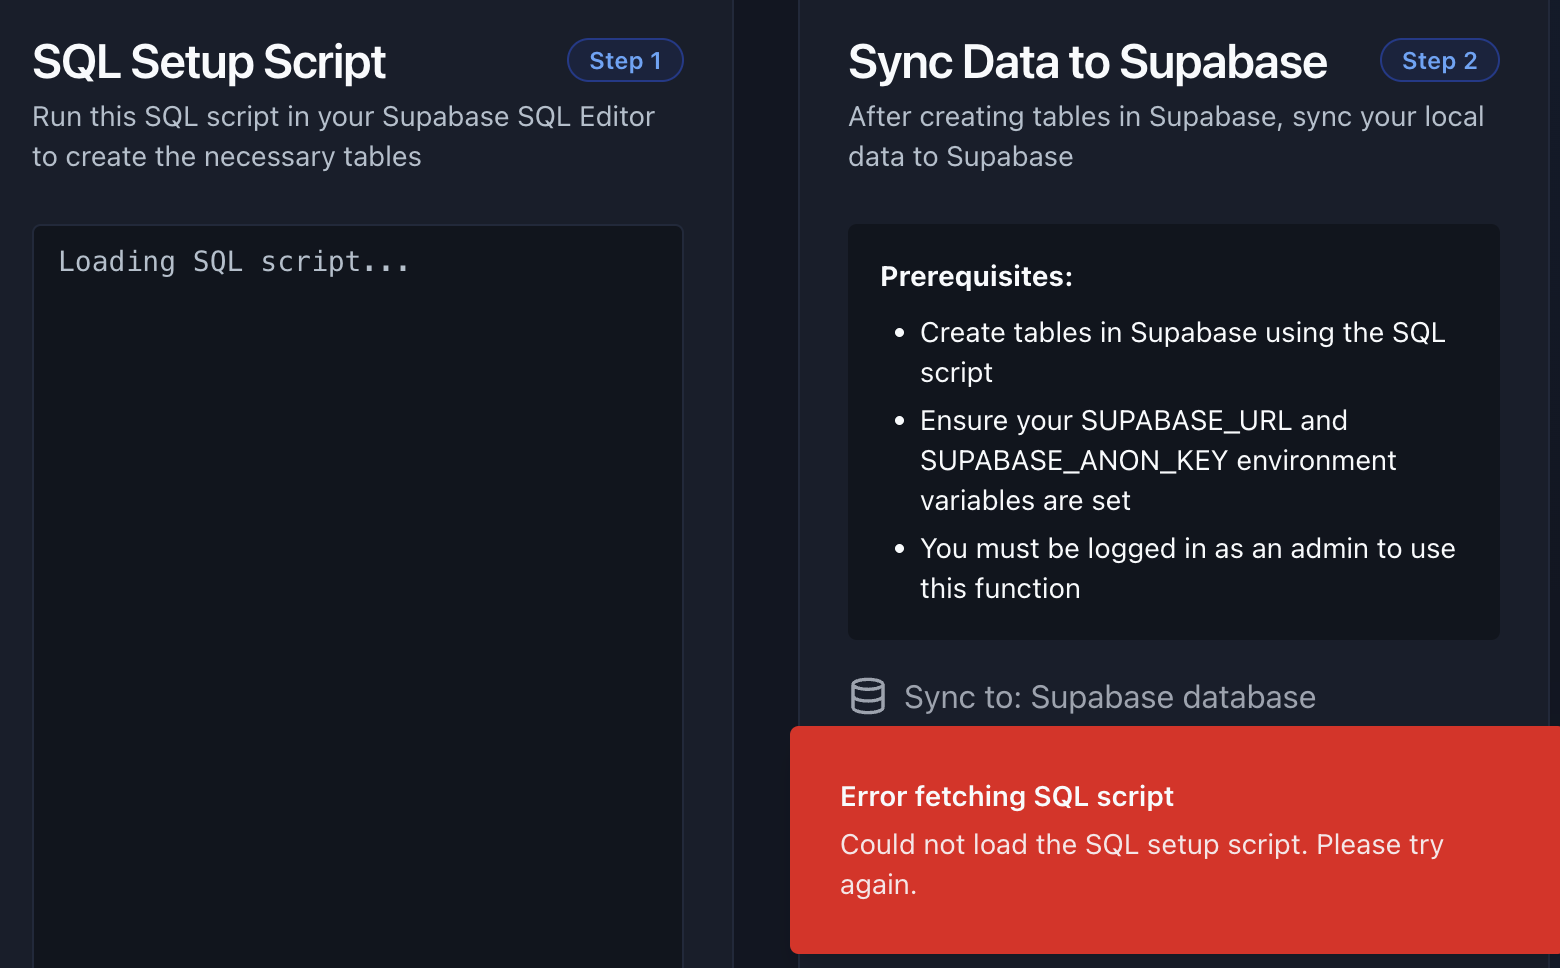 SQL Setup Script
Step 1
Run this SQL script in your Supabase SQL Editor
to create the necessary tables
Loading SQL script...
Sync Data to Supabase
Step 2
After creating tables in Supabase, sync your local
data to Supabase
Prerequisites:
• Create tables in Supabase using the SQL
script
• Ensure your SUPABASE_URL and
SUPABASE_ANON_KEY environment
variables are set
• You must be logged in as an admin to use
this function
Sync to: Supabase database
Error fetching SQL script
Could not load the SQL setup script. Please try
again.